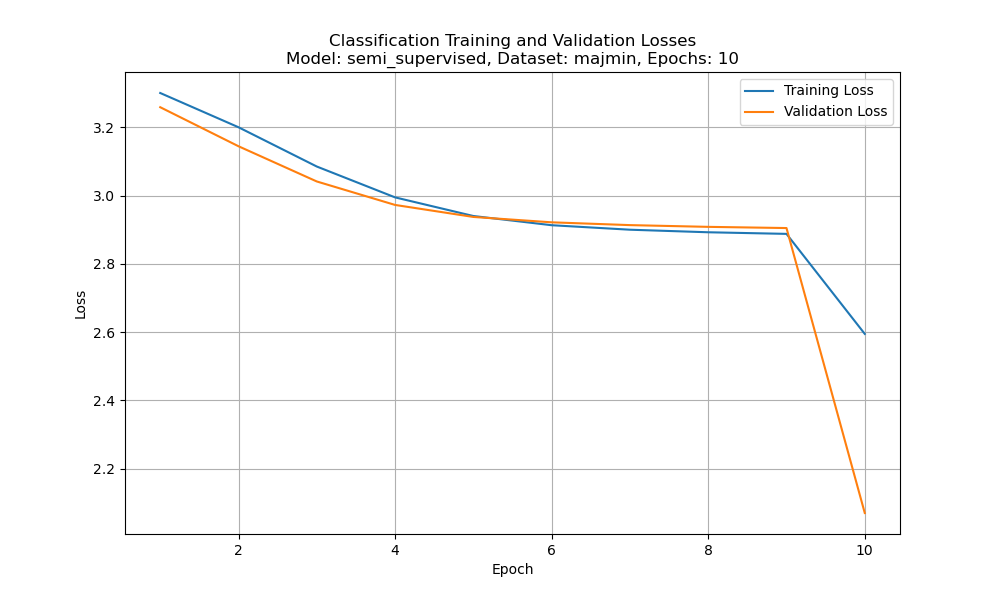 Classification Training and Validation Losses
Model: semi_supervised, Dataset: majmin, Epochs: 10
Training Loss
Validation Loss
3.2
3.0
2.8
2.6
2.4
2.2
Loss
2 4 6 8 10
Epoch